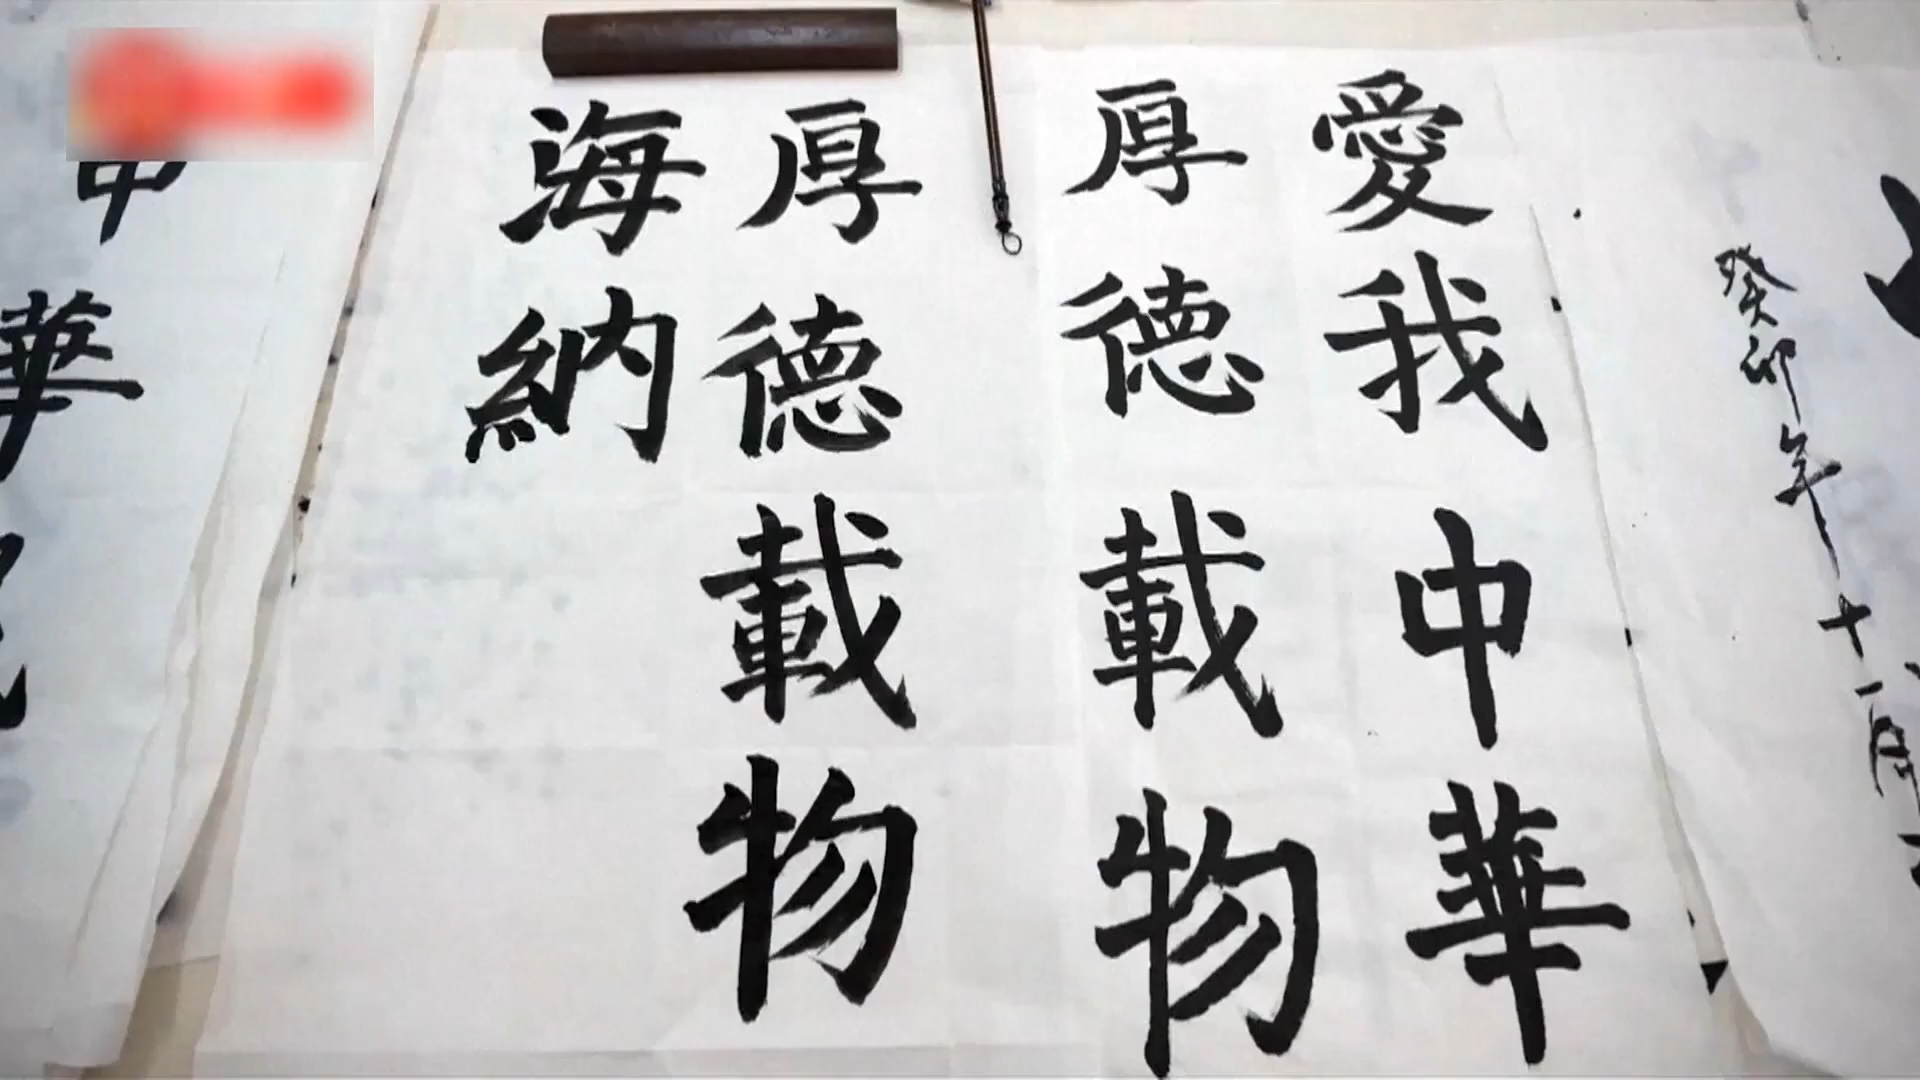 癸卯年十一月
愛我中華
厚德載物
厚德載物
海納
中華